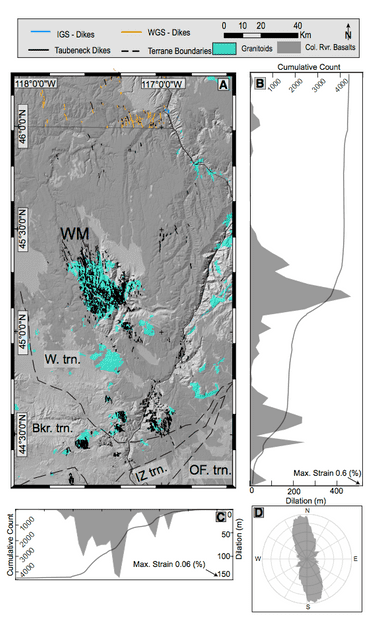 IGS - Dikes
WGS - Dikes
0 10 20 40
Km
N
Taubeneck Dikes
Terrane Boundaries
Granitoids
Col. Rvr. Basalts
118°0'0"W
117°0'0"W
A
46°0'0"N
WM
45°30'0"N
45°0'0"N
W. trn.
Bkr. trn.
44°30'0"N
IZ trn.
OF. trn.
Cumulative Count
B
1000
2000
3000
4000
Max. Strain 0.6 (%)
0 200 400
Dilation (m)
C
Cumulative Count
1000
2000
3000
4000
Max. Strain 0.06 (%)
0
50
100
150
Dilation (m)
D
N
W
E
S